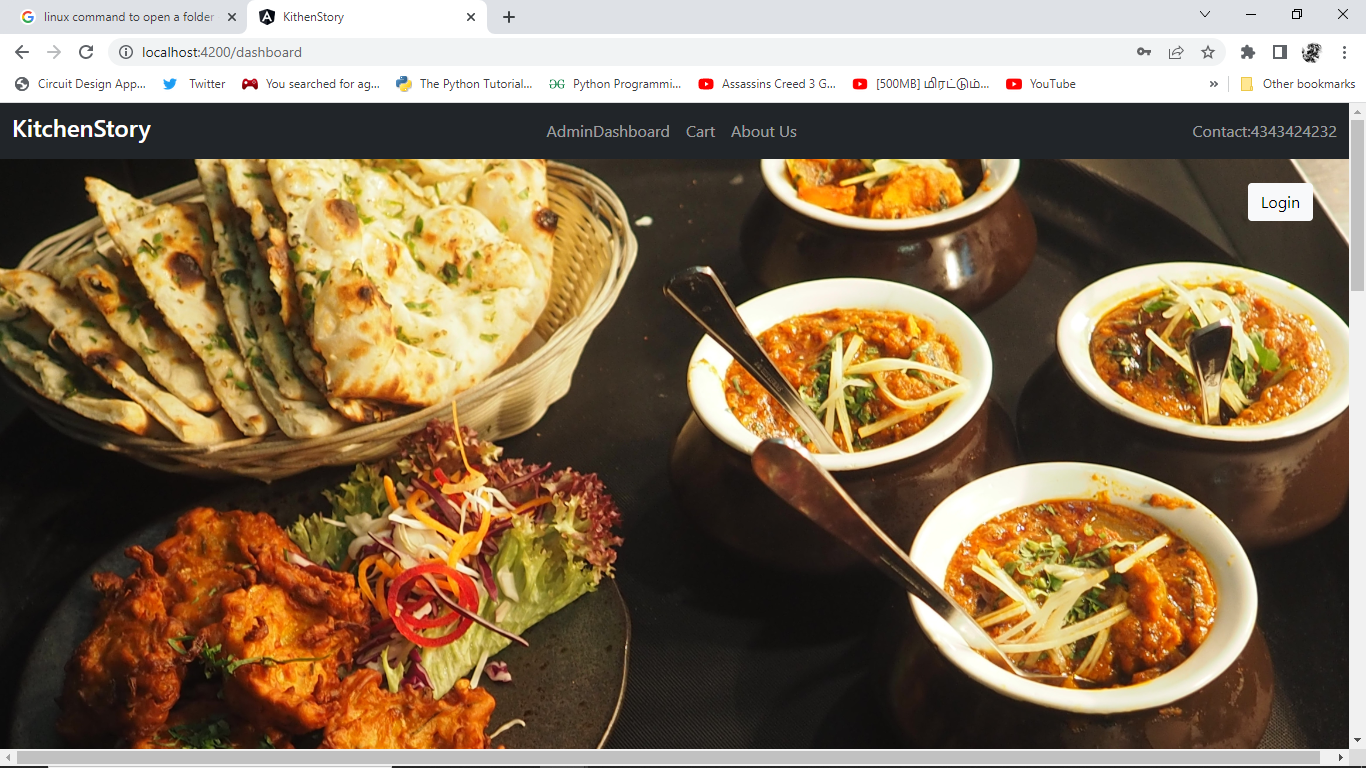 linux command to open a folder
KithenStory
localhost:4200/dashboard
Circuit Design App...
Twitter
You searched for ag...
The Python Tutorial...
Python Programmi...
Assassins Creed 3 G...
[500MB] மிரட்டும்...
YouTube
Other bookmarks
KitchenStory
AdminDashboard
Cart
About Us
Contact:4343424232
Login